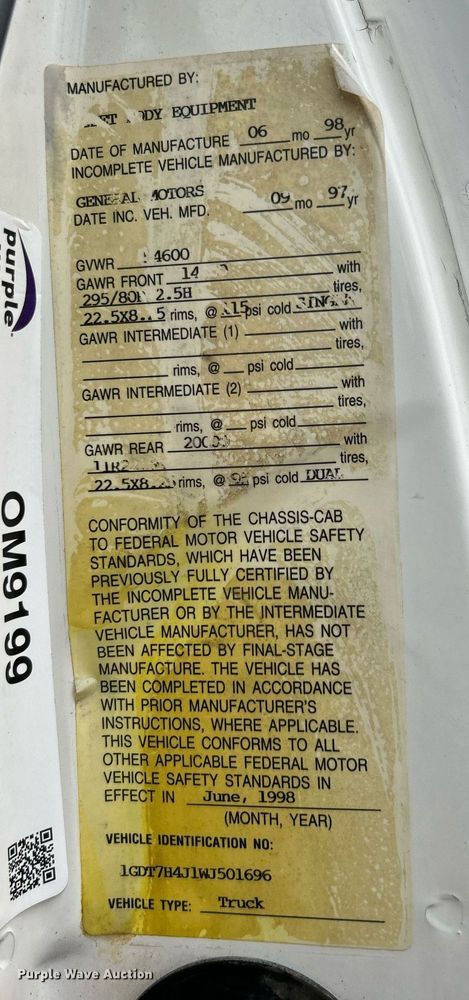 MANUFACTURED BY:
EQUIPMENT
DATE OF MANUFACTURE 06 mo 98 yr
INCOMPLETE VEHICLE MANUFACTURED BY:
GENERAL MOTORS
DATE INC. VEH. MFD. 09 mo 97 yr
GVWR
GAWR FRONT with
tires,
rims, @ psi cold
GAWR INTERMEDIATE (1) with
tires,
rims, @ psi cold
GAWR INTERMEDIATE (2) with
tires,
rims, @ psi cold
GAWR REAR with
tires,
rims, @ psi cold DUAL
CONFORMITY OF THE CHASSIS-CAB
TO FEDERAL MOTOR VEHICLE SAFETY
STANDARDS, WHICH HAVE BEEN
PREVIOUSLY FULLY CERTIFIED BY
THE INCOMPLETE VEHICLE MANU-
FACTURER OR BY THE INTERMEDIATE
VEHICLE MANUFACTURER, HAS NOT
BEEN AFFECTED BY FINAL-STAGE
MANUFACTURE. THE VEHICLE HAS
BEEN COMPLETED IN ACCORDANCE
WITH PRIOR MANUFACTURER'S
INSTRUCTIONS, WHERE APPLICABLE.
THIS VEHICLE CONFORMS TO ALL
OTHER APPLICABLE FEDERAL MOTOR
VEHICLE SAFETY STANDARDS IN
EFFECT IN June, 1998
(MONTH, YEAR)
VEHICLE IDENTIFICATION NO:
1GDT7H4J1WJ501696
VEHICLE TYPE: Truck
purple
OM9199
Purple Wave Auction